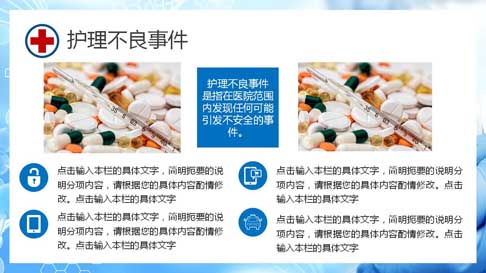 护理不良事件
护理不良事件
是指在医院范围
内发现任何可能
引发不安全的事
件。
点击输入本栏的具体文字，简明扼要的说
明分项内容，请根据您的具体内容酌情修
改。点击输入本栏的具体文字
点击输入本栏的具体文字，简明扼要的说明分
项内容，请根据您的具体内容酌情修改。点击
输入本栏的具体文字
点击输入本栏的具体文字，简明扼要的说
明分项内容，请根据您的具体内容酌情修
改。点击输入本栏的具体文字
点击输入本栏的具体文字，简明扼要的说明分
项内容，请根据您的具体内容酌情修改。点击
输入本栏的具体文字